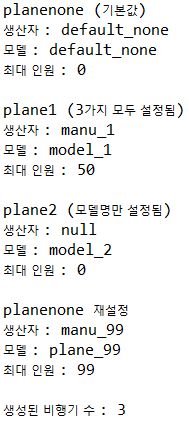 planenone (기본값)
생산자 : default_none
모델 : default_none
최대 인원 : 0
plane1 (3가지 모두 설정됨)
생산자 : manu_1
모델 : model_1
최대 인원 : 50
plane2 (모델명만 설정됨)
생산자 : null
모델 : model_2
최대 인원 : 0
planenone 재설정
생산자 : manu_99
모델 : plane_99
최대 인원 : 99
생성된 비행기 수 : 3